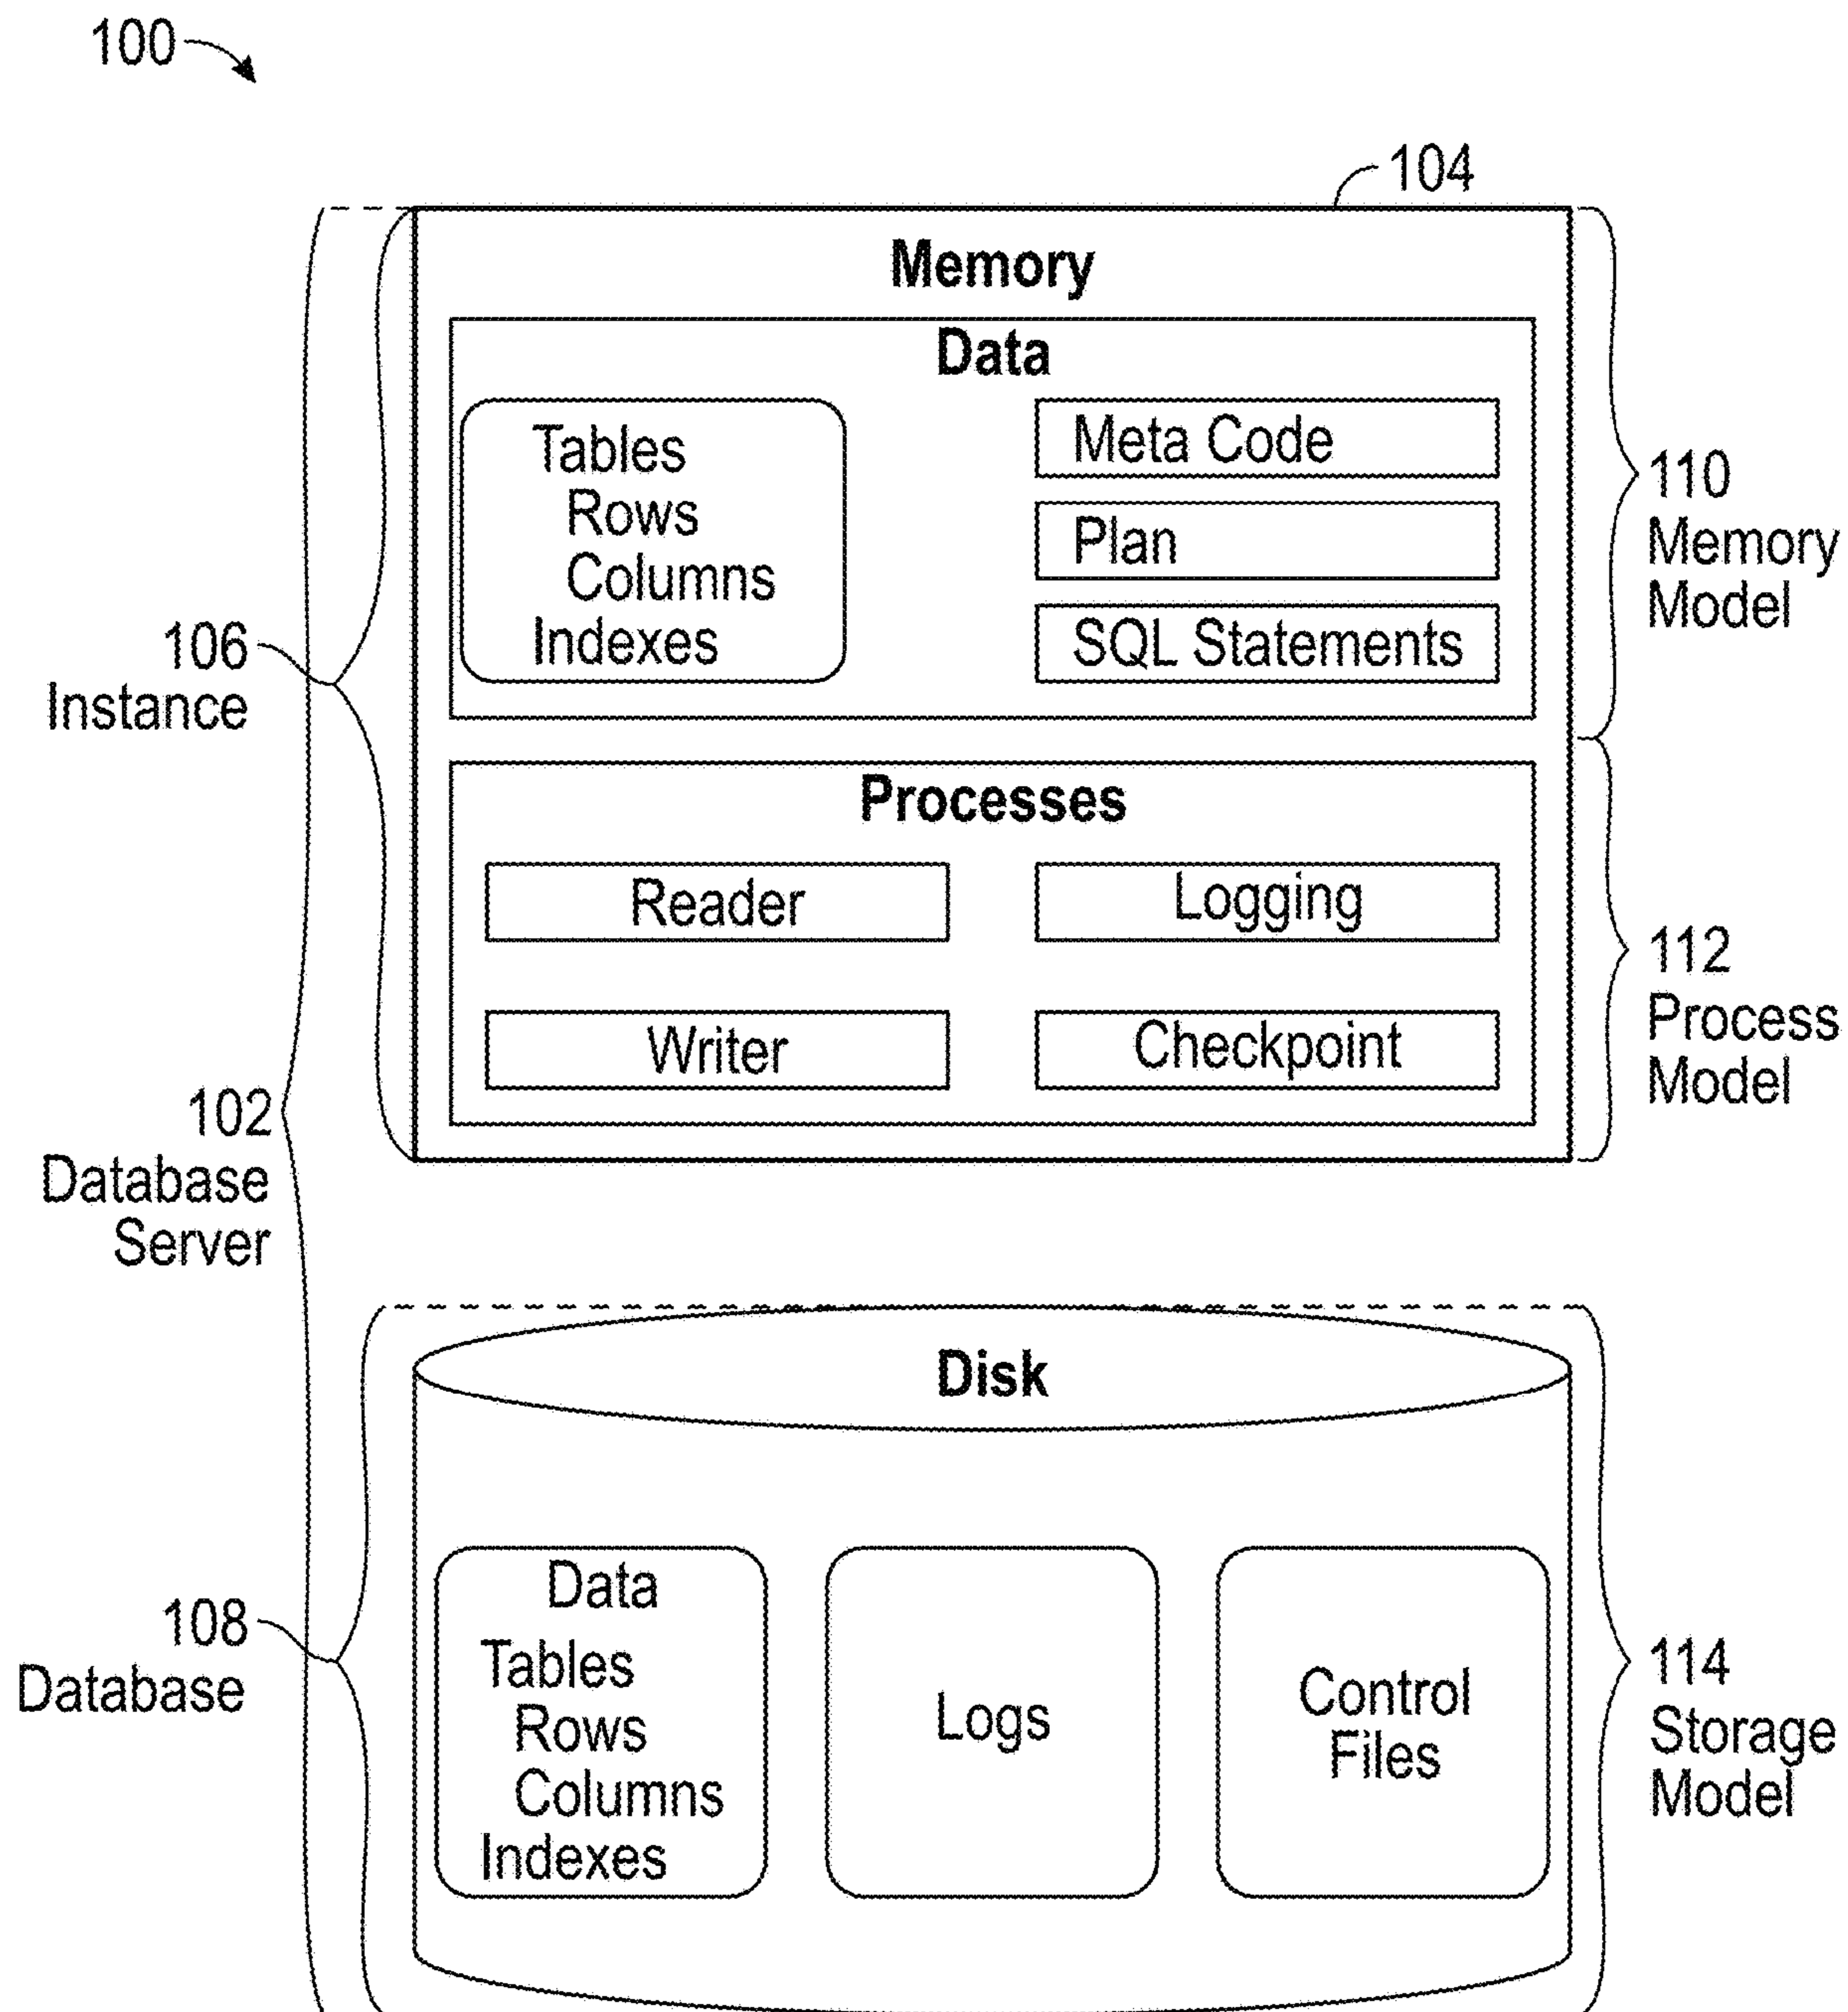 100
104
Memory
Data
Tables
Rows
Columns
Indexes
Meta Code
Plan
SQL Statements
110
Memory
Model
106
Instance
Processes
Reader
Logging
Writer
Checkpoint
112
Process
Model
102
Database
Server
Disk
Data
Tables
Rows
Columns
Indexes
Logs
Control
Files
108
Database
114
Storage
Model